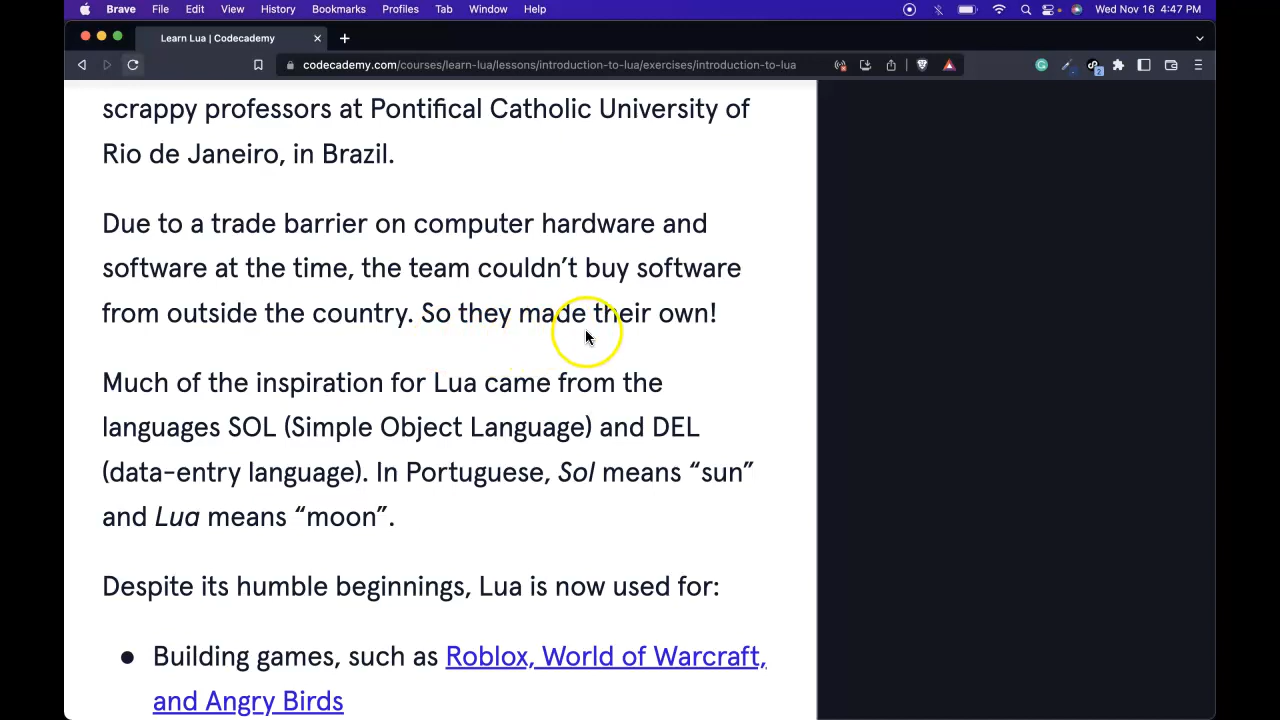 Brave File Edit View History Bookmarks Profiles Tab Window Help Wed Nov 16 4:47 PM
Learn Lua | Codecademy
codecademy.com/courses/learn-lua/lessons/introduction-to-lua/exercises/introduction-to-lua
2
scrappy professors at Pontifical Catholic University of
Rio de Janeiro, in Brazil.
Due to a trade barrier on computer hardware and
software at the time, the team couldn’t buy software
from outside the country. So they made their own!
Much of the inspiration for Lua came from the
languages SOL (Simple Object Language) and DEL
(data-entry language). In Portuguese, Sol means “sun”
and Lua means “moon”.
Despite its humble beginnings, Lua is now used for:
● Building games, such as Roblox, World of Warcraft,
and Angry Birds